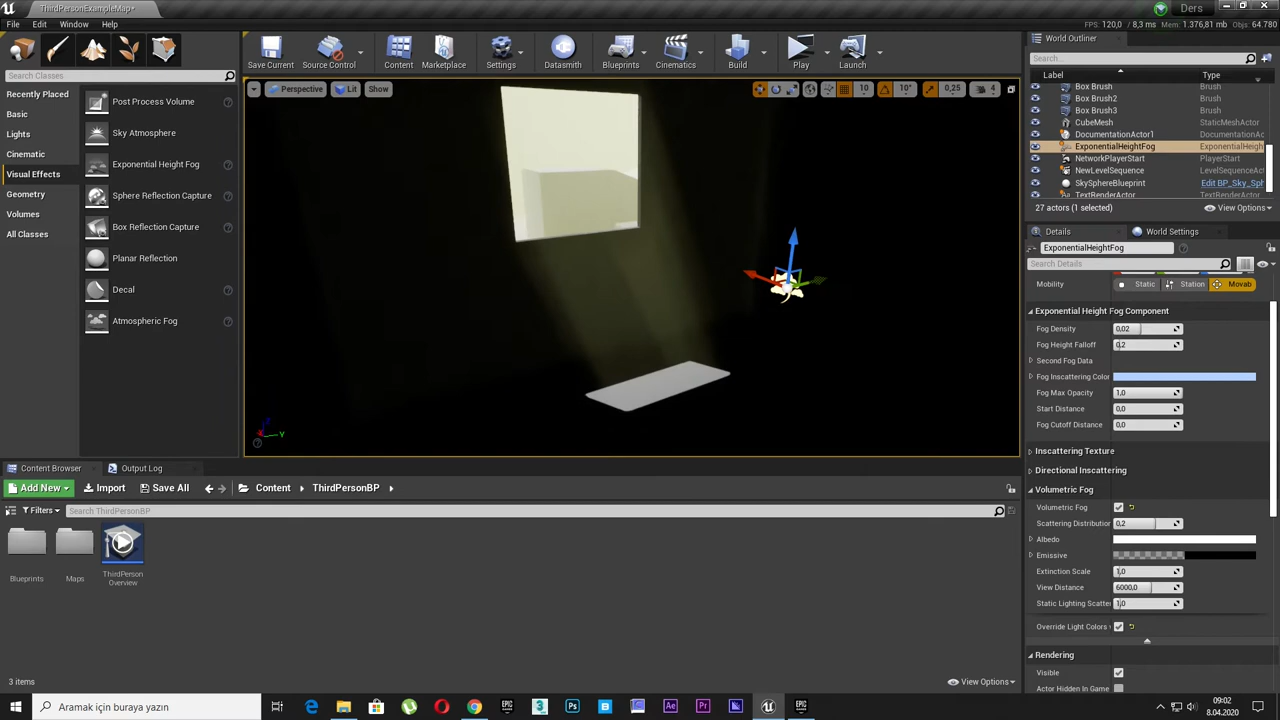 ThirdPersonExampleMap*
Ders
File Edit Window Help
FPS: 120,0 / 8,3 ms Mem: 1.376,81 mb Objs: 64.780
Save Current
Source Control
Content
Marketplace
Settings
Datasmith
Blueprints
Cinematics
Build
Play
Launch
Search Classes
Recently Placed
Basic
Lights
Cinematic
Visual Effects
Geometry
Volumes
All Classes
Post Process Volume
Sky Atmosphere
Exponential Height Fog
Sphere Reflection Capture
Box Reflection Capture
Planar Reflection
Decal
Atmospheric Fog
Perspective Lit Show
10 10° 0,25 4
World Outliner
Search...
Label Type
Box Brush Brush
Box Brush2 Brush
Box Brush3 Brush
CubeMesh StaticMeshActor
DocumentationActor1 DocumentationAc
ExponentialHeightFog ExponentialHeigh
NetworkPlayerStart PlayerStart
NewLevelSequence LevelSequenceAct
SkySphereBlueprint Edit BP_Sky_Sph
TextRenderActor TextRenderActor
27 actors (1 selected) View Options
Details World Settings
ExponentialHeightFog
Search Details
Mobility Static Station Movab
Exponential Height Fog Component
Fog Density 0,02
Fog Height Falloff 0,2
Second Fog Data
Fog Inscattering Color
Fog Max Opacity 1,0
Start Distance 0,0
Fog Cutoff Distance 0,0
Inscattering Texture
Directional Inscattering
Volumetric Fog
Volumetric Fog
Scattering Distribution 0,2
Albedo
Emissive
Extinction Scale 1,0
View Distance 6000,0
Static Lighting Scatte 1,0
Override Light Colors
Rendering
Visible
Actor Hidden In Game
Z
X Y
Content Browser Output Log
Add New Import Save All Content ThirdPersonBP
Filters Search ThirdPersonBP
Blueprints
Maps
ThirdPerson
Overview
3 items
View Options
Aramak için buraya yazın
09:02
8.04.2020